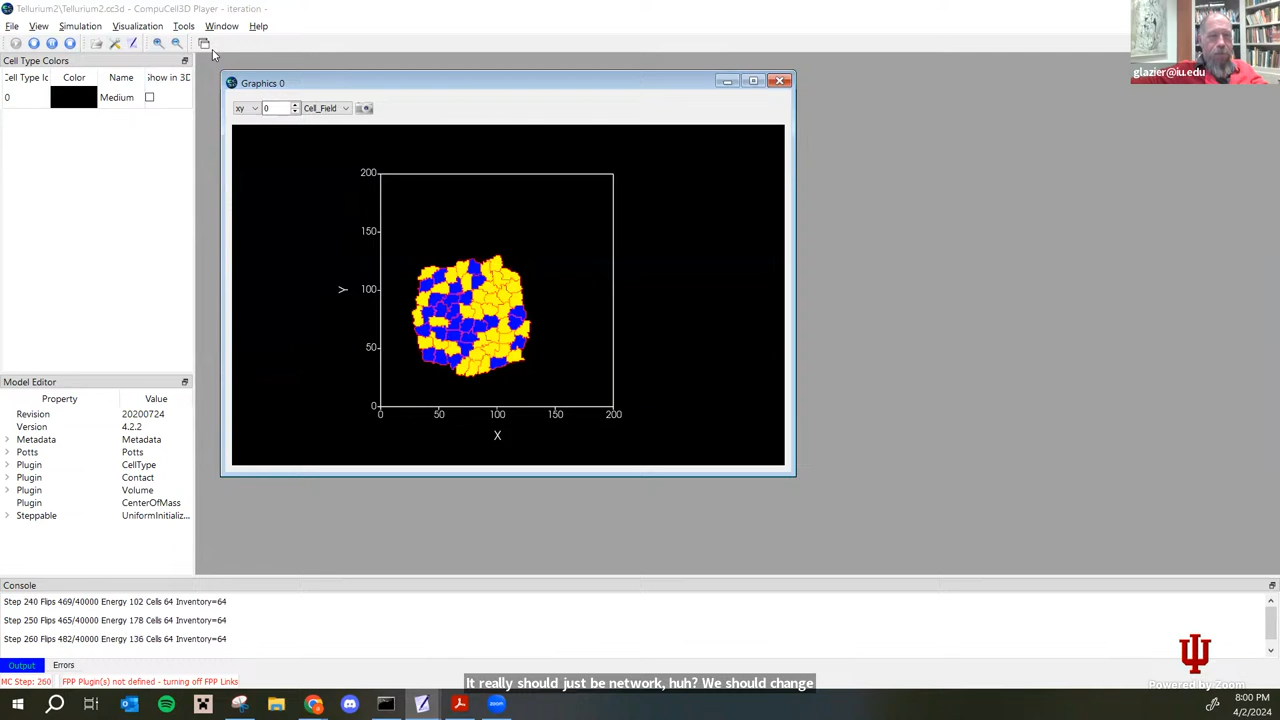 Tellurium2\Tellurium2.cc3d - CompuCell3D Player - iteration -
File View Simulation Visualization Tools Window Help
Cell Type Colors
Cell Type Ic Color Name Show in 3D
0 Medium
Graphics 0
xy 0 Cell_Field
200
150
100
50
0
Y
0 50 100 150 200
X
Model Editor
Property Value
Revision 20200724
Version 4.2.2
Metadata Metadata
Potts Potts
Plugin CellType
Plugin Contact
Plugin Volume
Plugin CenterOfMass
Steppable UniformInitializ...
Console
Step 240 Flips 469/40000 Energy 102 Cells 64 Inventory=64
Step 250 Flips 465/40000 Energy 178 Cells 64 Inventory=64
Step 260 Flips 482/40000 Energy 136 Cells 64 Inventory=64
Output Errors
MC Step: 260 FPP Plugin(s) not defined - turning off FPP Links
It really should just be network, huh? We should change
glazier@iu.edu
Powered by Zoom
zoom
8:00 PM
4/2/2024